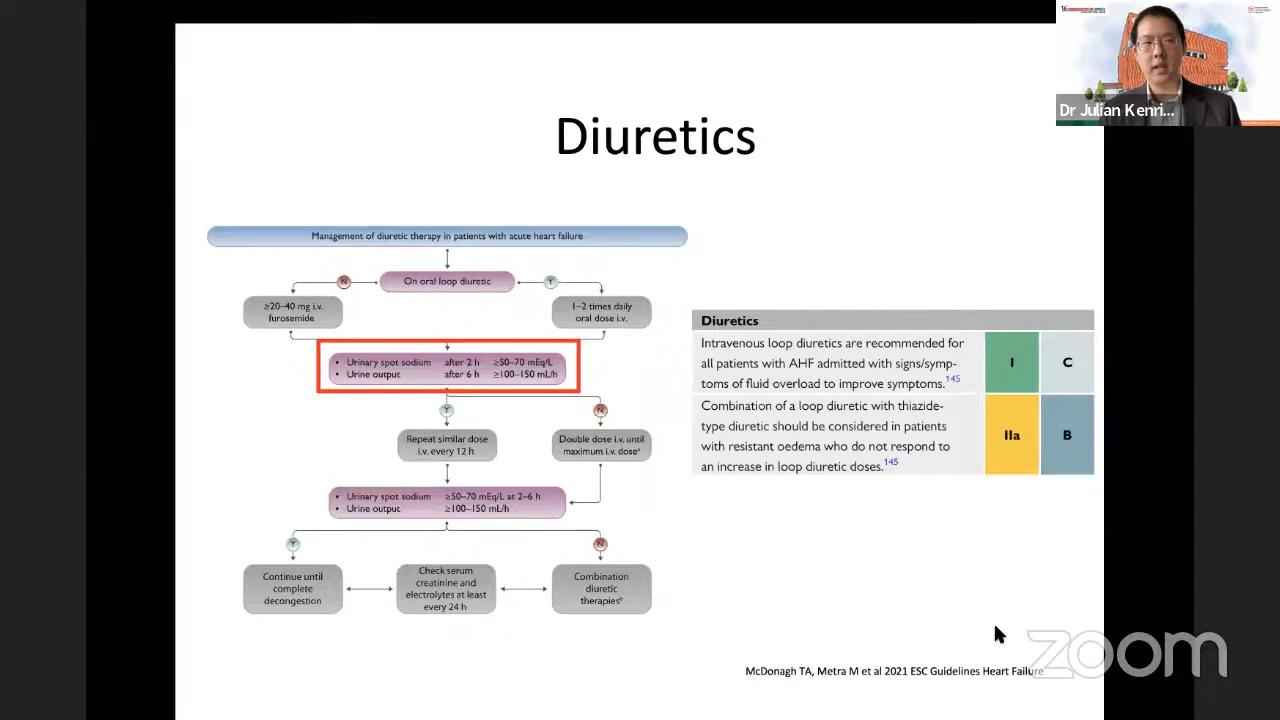 Dr Julian Kenri...
Diuretics
Management of diuretic therapy in patients with acute heart failure
N
On oral loop diuretic
Y
≥20–40 mg i.v.
furosemide
1–2 times daily
oral dose i.v.
• Urinary spot sodium after 2 h ≥50–70 mEq/L
• Urine output after 6 h ≥100–150 mL/h
Y
N
Repeat similar dose
i.v. every 12 h
Double dose i.v. until
maximum i.v. doseᵃ
• Urinary spot sodium ≥50–70 mEq/L at 2–6 h
• Urine output ≥100–150 mL/h
Y
N
Continue until
complete
decongestion
Check serum
creatinine and
electrolytes at least
every 24 h
Combination
diuretic
therapiesᵇ
Diuretics
Intravenous loop diuretics are recommended for
all patients with AHF admitted with signs/symp-
toms of fluid overload to improve symptoms.¹⁴⁵
I
C
Combination of a loop diuretic with thiazide-
type diuretic should be considered in patients
with resistant oedema who do not respond to
an increase in loop diuretic doses.¹⁴⁵
IIa
B
McDonagh TA, Metra M et al 2021 ESC Guidelines Heart Failure
zoom